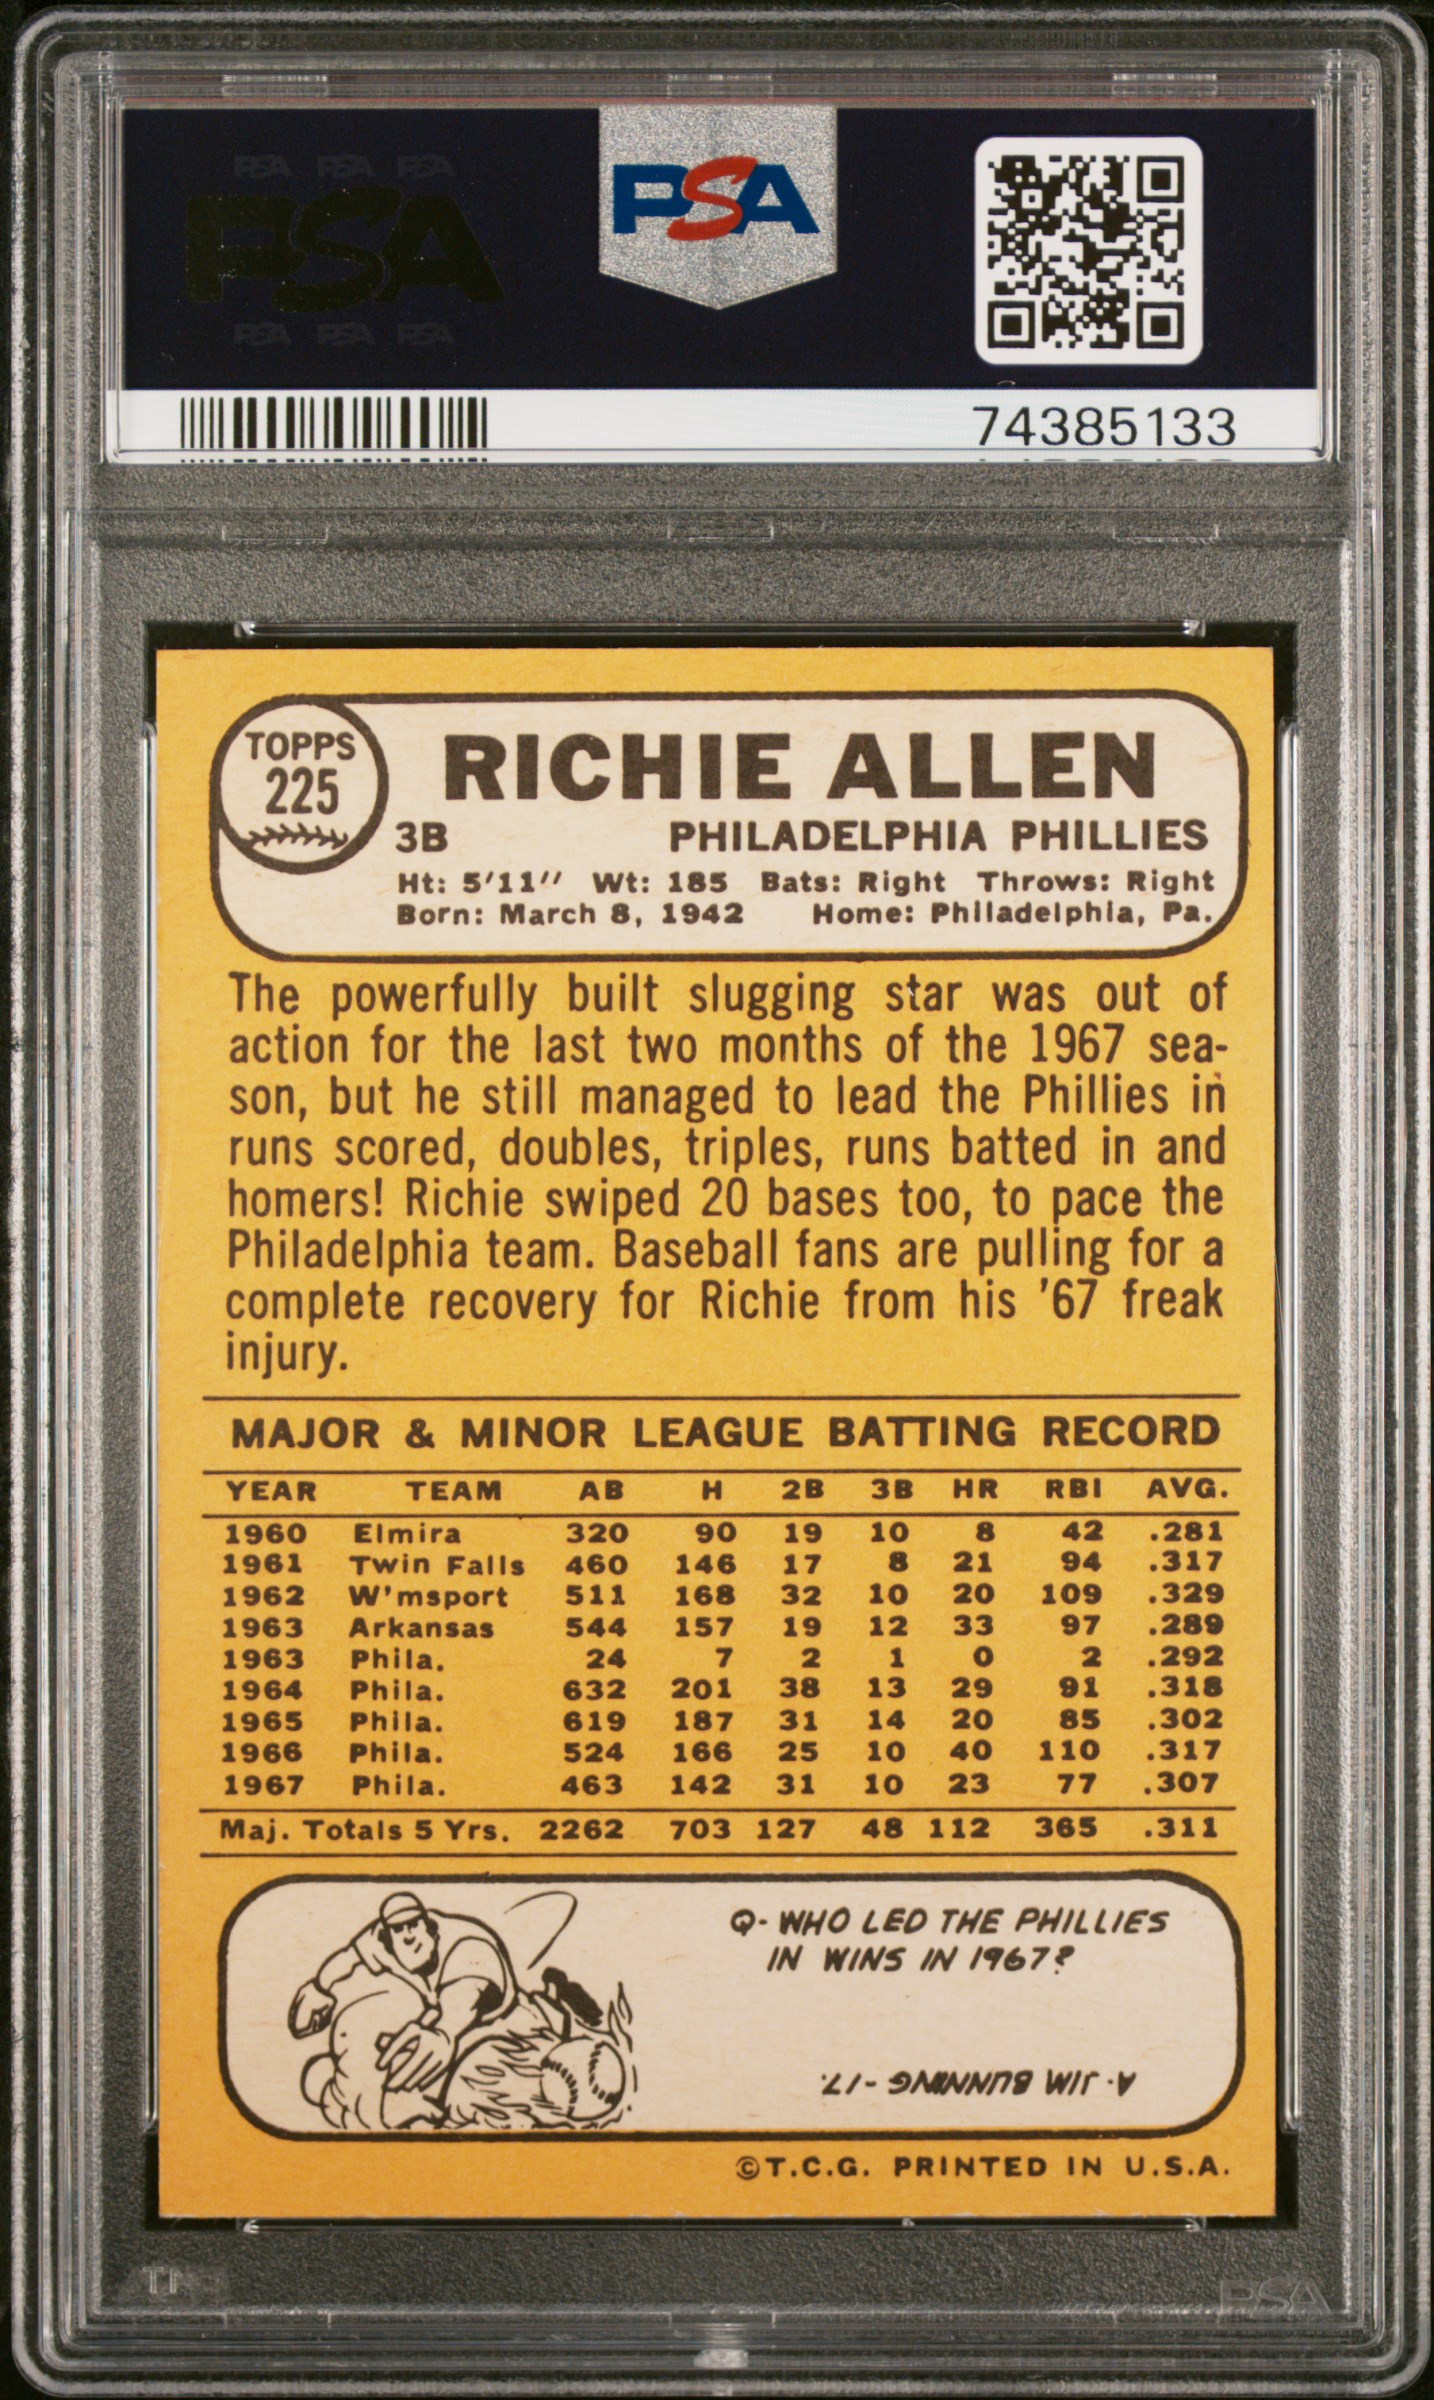 PSA PSA PSA
PSA
PSA PSA PSA
PSA
74385133
TOPPS
225
RICHIE ALLEN
3B PHILADELPHIA PHILLIES
Ht: 5'11" Wt: 185 Bats: Right Throws: Right
Born: March 8, 1942 Home: Philadelphia, Pa.
The powerfully built slugging star was out of
action for the last two months of the 1967 sea-
son, but he still managed to lead the Phillies in
runs scored, doubles, triples, runs batted in and
homers! Richie swiped 20 bases too, to pace the
Philadelphia team. Baseball fans are pulling for a
complete recovery for Richie from his '67 freak
injury.
MAJOR & MINOR LEAGUE BATTING RECORD
YEAR TEAM AB H 2B 3B HR RBI AVG.
1960 Elmira 320 90 19 10 8 42 .281
1961 Twin Falls 460 146 17 8 21 94 .317
1962 W'msport 511 168 32 10 20 109 .329
1963 Arkansas 544 157 19 12 33 97 .289
1963 Phila. 24 7 2 1 0 2 .292
1964 Phila. 632 201 38 13 29 91 .318
1965 Phila. 619 187 31 14 20 85 .302
1966 Phila. 524 166 25 10 40 110 .317
1967 Phila. 463 142 31 10 23 77 .307
Maj. Totals 5 Yrs. 2262 703 127 48 112 365 .311
Q- WHO LED THE PHILLIES
IN WINS IN 1967?
A- JIM BUNNING -17.
©T.C.G. PRINTED IN U.S.A.
PSA